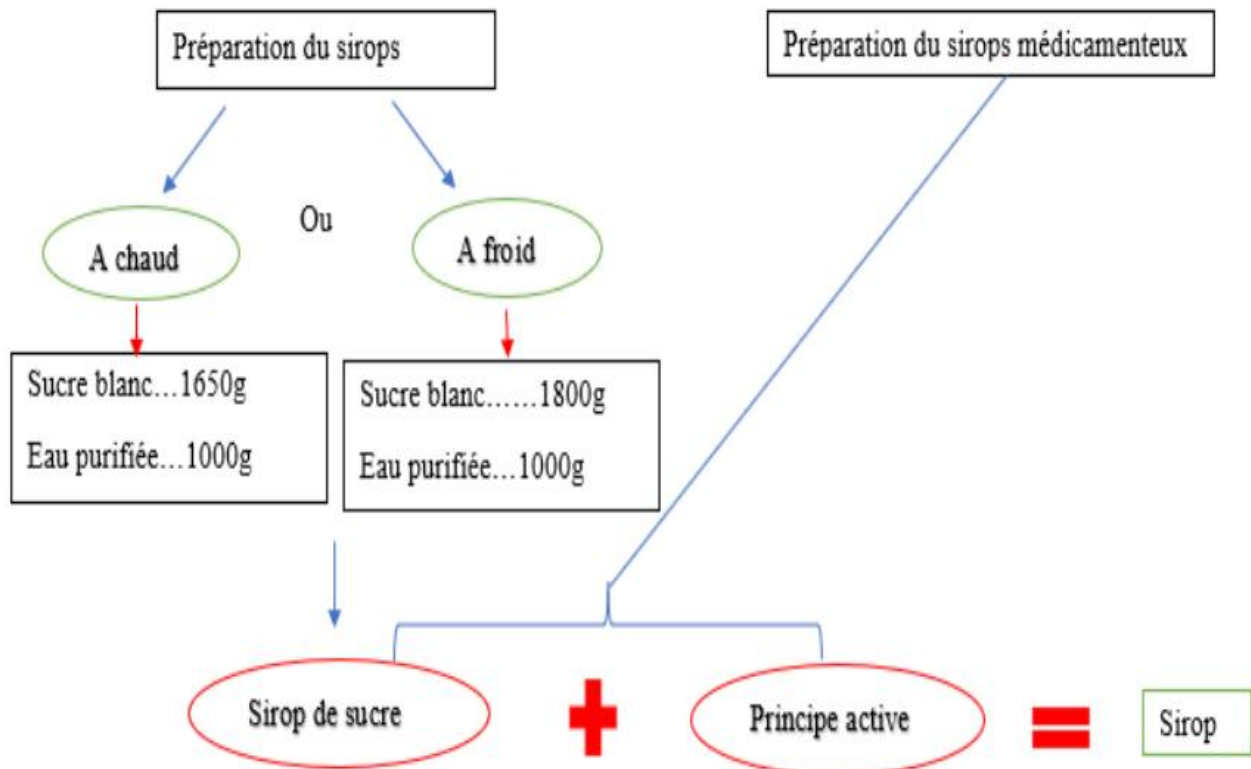 Préparation du sirops
Préparation du sirops médicamenteux
Ou
A chaud
A froid
Sucre blanc…1650g
Eau purifiée…1000g
Sucre blanc……1800g
Eau purifiée…1000g
Sirop de sucre
Principe active
Sirop